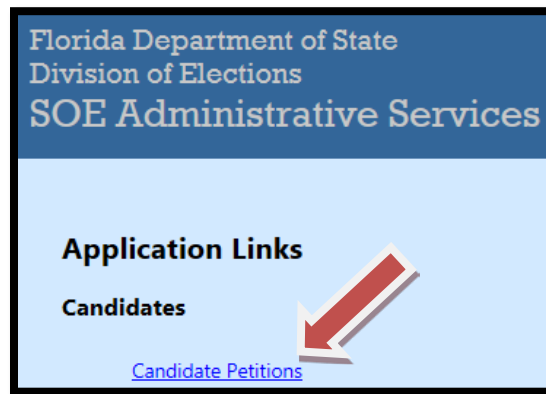 Florida Department of State
Division of Elections
SOE Administrative Services
Application Links
Candidates
Candidate Petitions